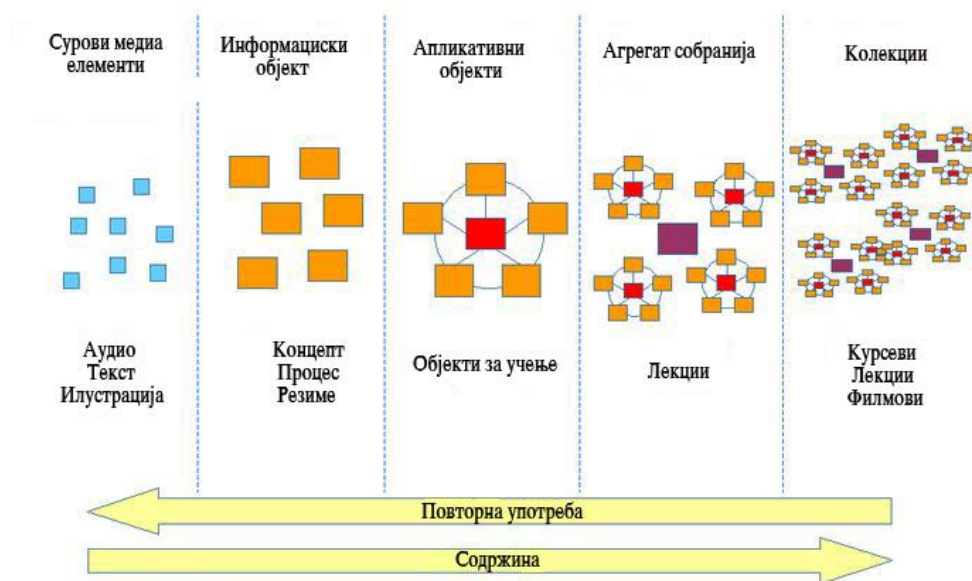 Сурови медиа
елементи
Информациски
објект
Апликативни
објекти
Агрегат собранија
Колекции
Аудио
Текст
Илустрација
Концепт
Процес
Резиме
Објекти за учење
Лекции
Курсеви
Лекции
Филмови
Повторна употреба
Содржина